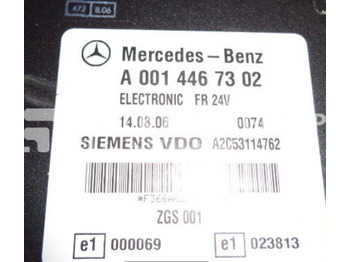 472 8.06
Mercedes-Benz
A 001 446 73 02
ELECTRONIC FR 24V
14.08.06 0074
SIEMENS VDO A2C53114762
ZGS 001
e1 000069 e1 023813